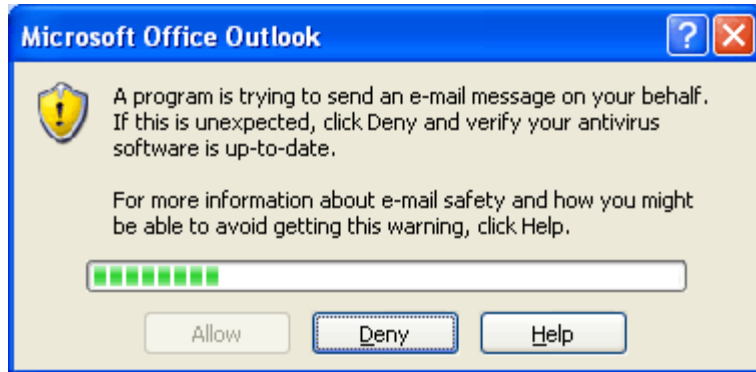 Microsoft Office Outlook
A program is trying to send an e-mail message on your behalf.
If this is unexpected, click Deny and verify your antivirus
software is up-to-date.
For more information about e-mail safety and how you might
be able to avoid getting this warning, click Help.
Allow Deny Help